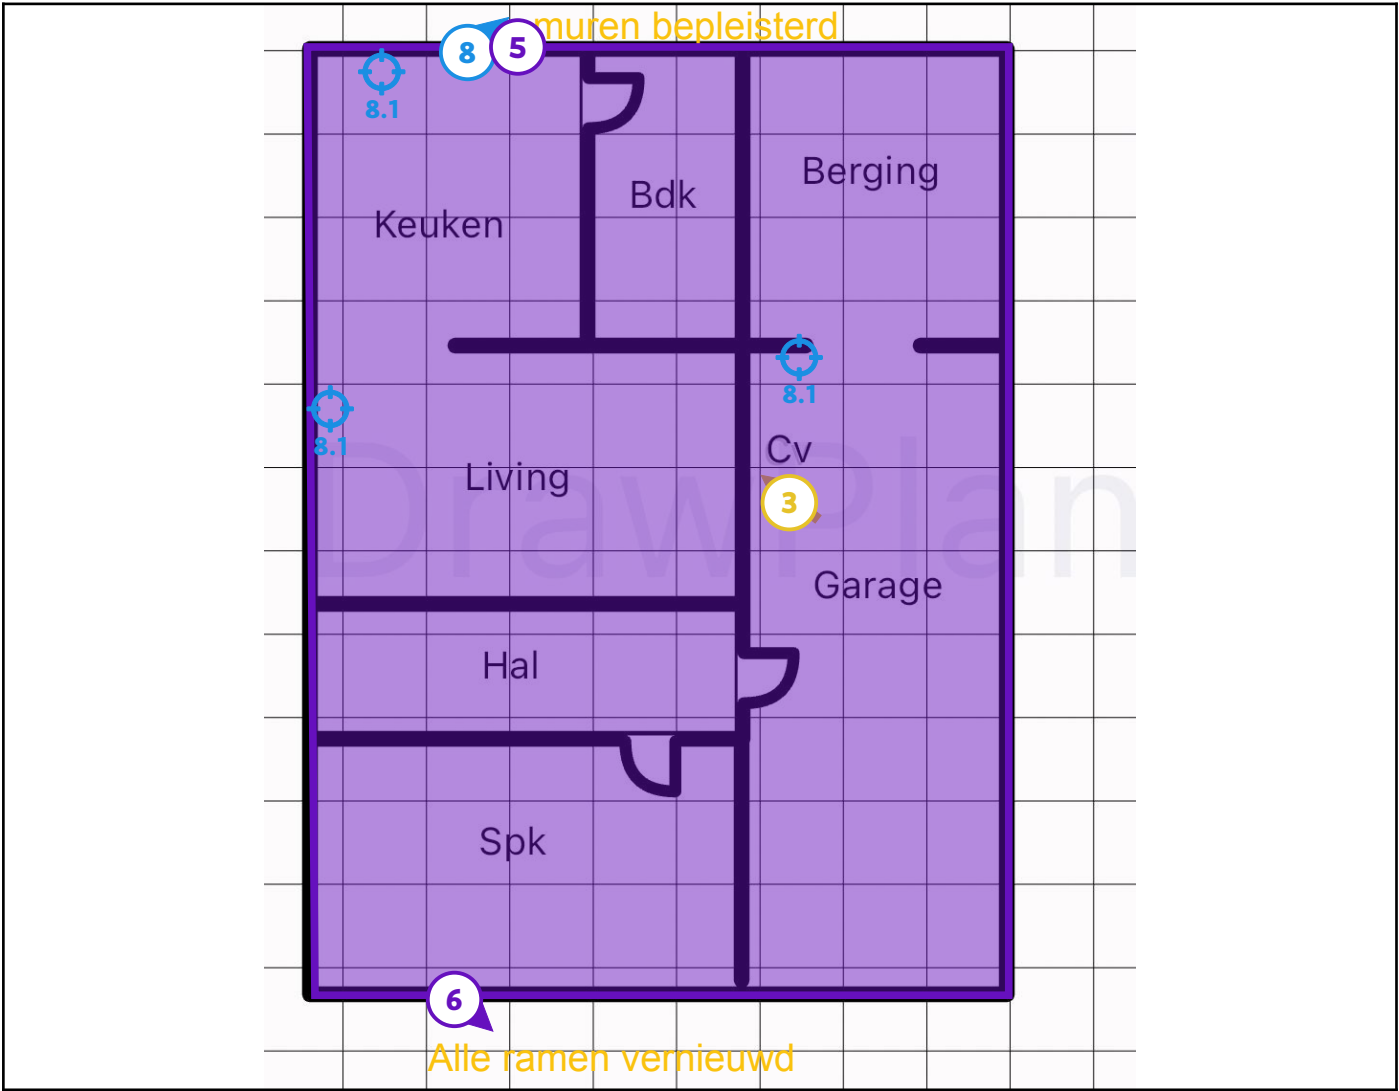 muren bepleisterd
8
5
8.1
Berging
Bdk
Keuken
8.1
8.1
Cv
Living
3
DrawPlan
Garage
Hal
Spk
6
Alle ramen vernieuwd